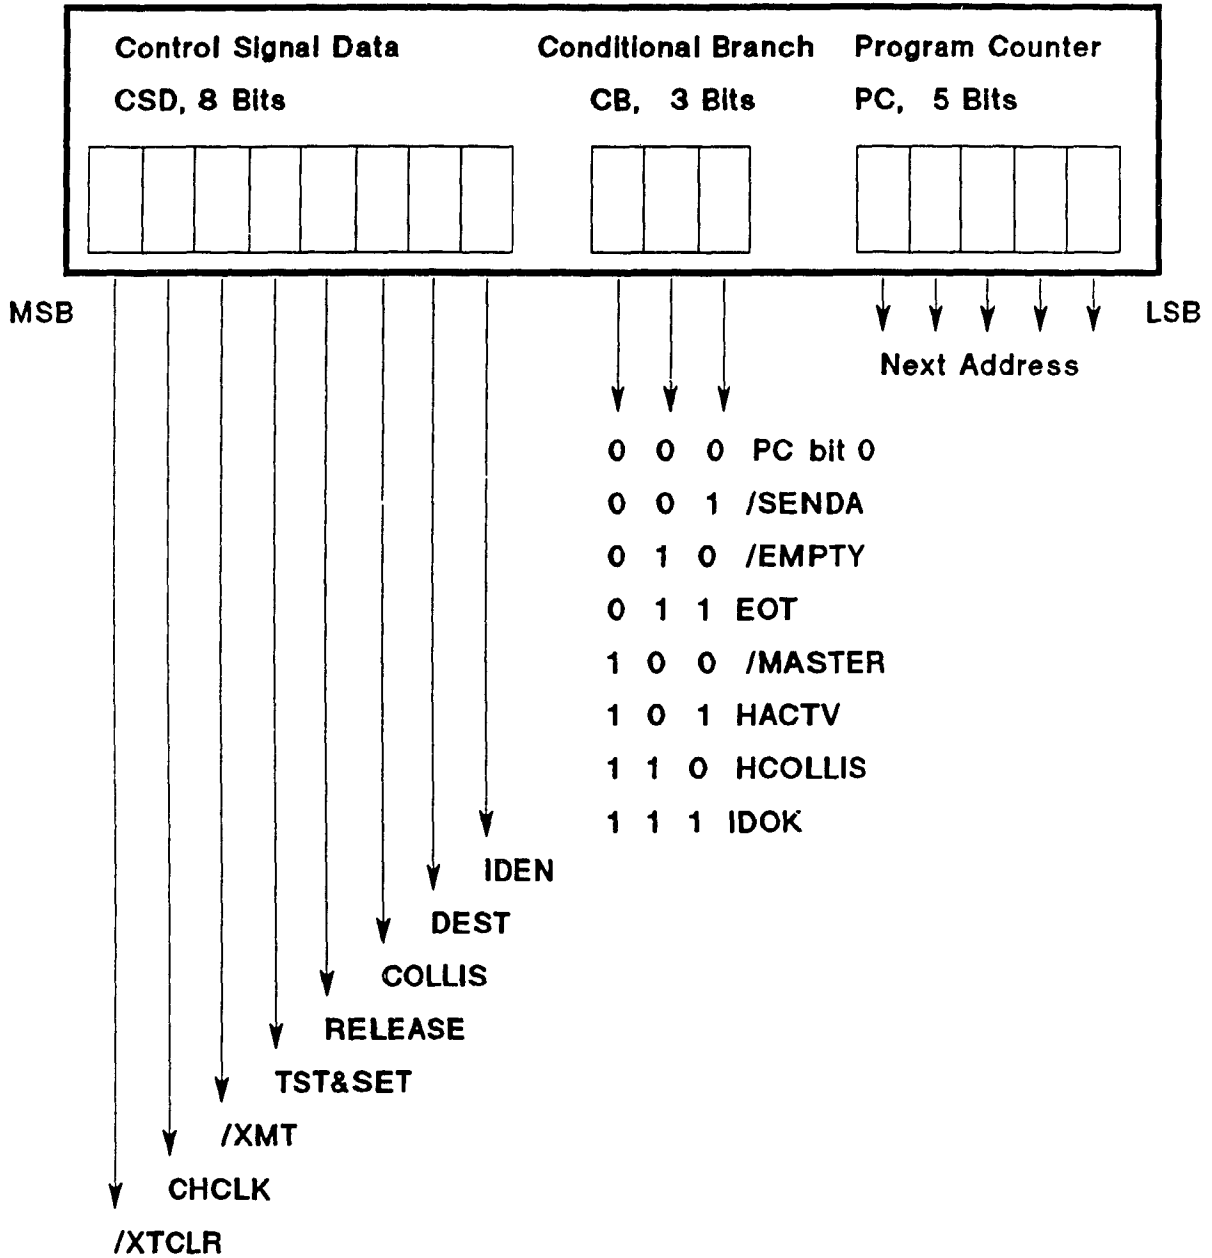 Control Signal Data
CSD, 8 Bits
Conditional Branch
CB, 3 Bits
Program Counter
PC, 5 Bits
MSB
LSB
Next Address
0 0 0 PC bit 0
0 0 1 /SENDA
0 1 0 /EMPTY
0 1 1 EOT
1 0 0 /MASTER
1 0 1 HACTV
1 1 0 HCOLLIS
1 1 1 IDOK
IDEN
DEST
COLLIS
RELEASE
TST&SET
/XMT
CHCLK
/XTCLR